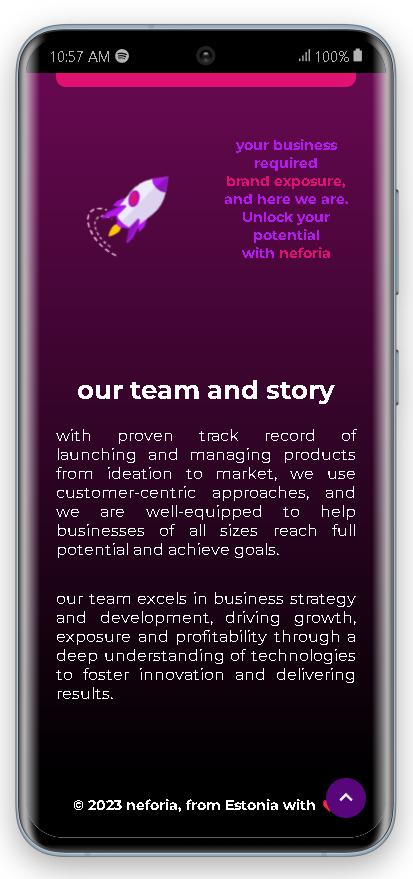 10:57 AM
100%
your business
required
brand exposure,
and here we are.
Unlock your
potential
with neforia
our team and story
with proven track record of
launching and managing products
from ideation to market, we use
customer-centric approaches, and
we are well-equipped to help
businesses of all sizes reach full
potential and achieve goals.
our team excels in business strategy
and development, driving growth,
exposure and profitability through a
deep understanding of technologies
to foster innovation and delivering
results.
© 2023 neforia, from Estonia with